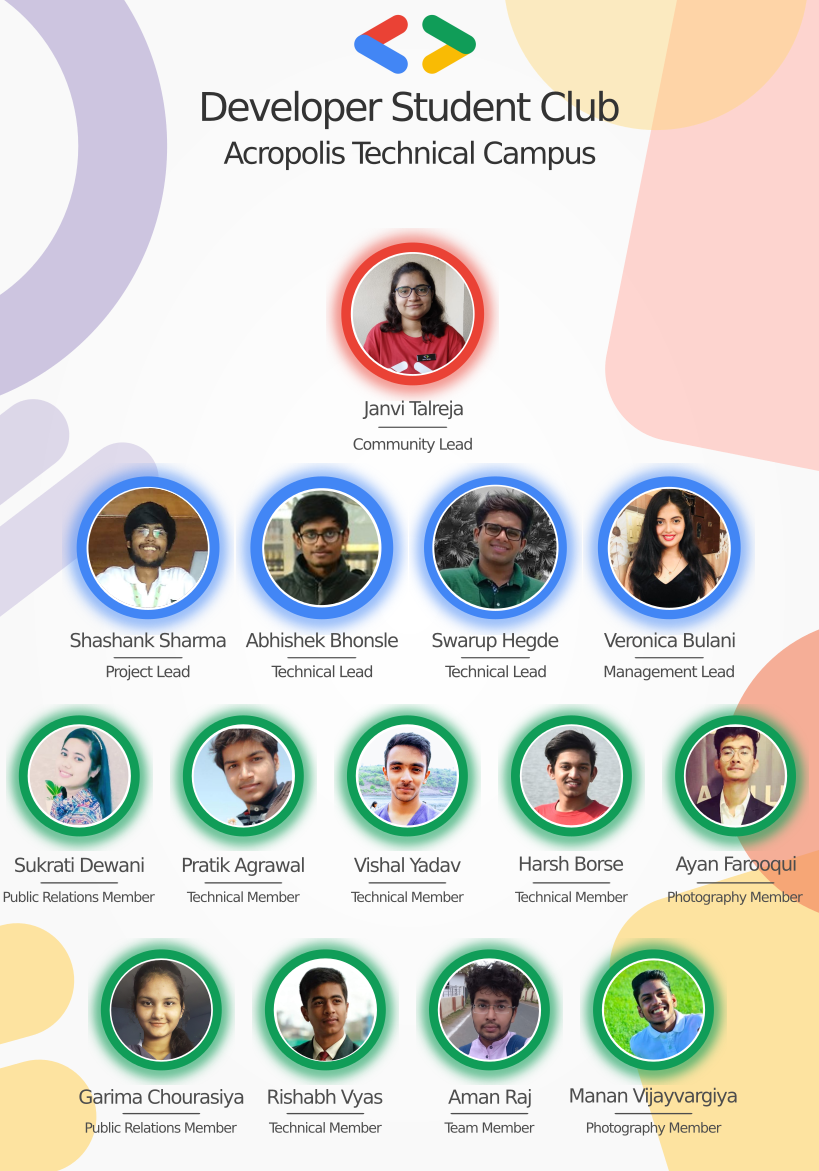 Developer Student Club
Acropolis Technical Campus
Janvi Talreja
Community Lead
Shashank Sharma
Project Lead
Abhishek Bhonsle
Technical Lead
Swarup Hegde
Technical Lead
Veronica Bulani
Management Lead
Sukrati Dewani
Public Relations Member
Pratik Agrawal
Technical Member
Vishal Yadav
Technical Member
Harsh Borse
Technical Member
Ayan Farooqui
Photography Member
Garima Chourasiya
Public Relations Member
Rishabh Vyas
Technical Member
Aman Raj
Team Member
Manan Vijayvargiya
Photography Member